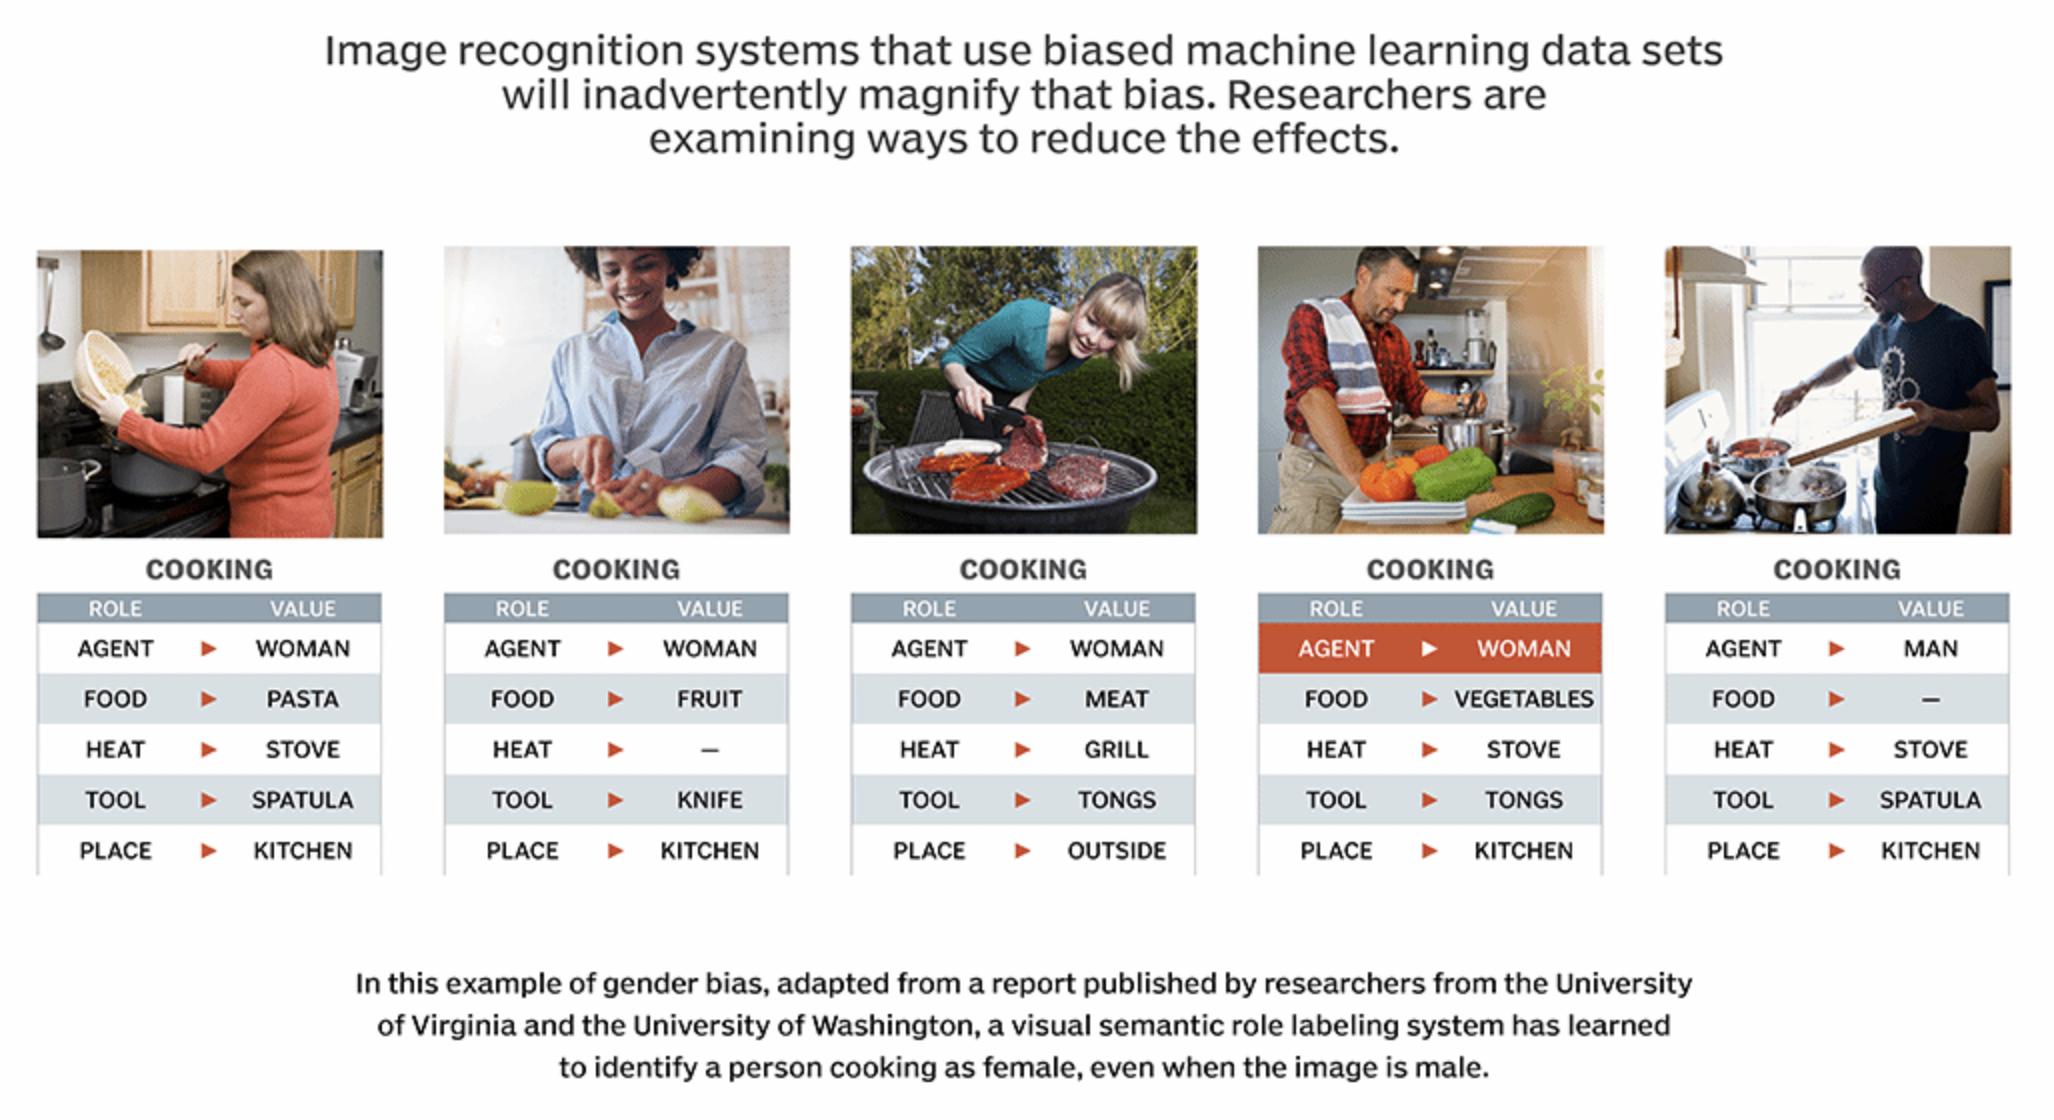 Image recognition systems that use biased machine learning data sets
will inadvertently magnify that bias. Researchers are
examining ways to reduce the effects.
COOKING
ROLE VALUE
AGENT ▶ WOMAN
FOOD ▶ PASTA
HEAT ▶ STOVE
TOOL ▶ SPATULA
PLACE ▶ KITCHEN
COOKING
ROLE VALUE
AGENT ▶ WOMAN
FOOD ▶ FRUIT
HEAT ▶ —
TOOL ▶ KNIFE
PLACE ▶ KITCHEN
COOKING
ROLE VALUE
AGENT ▶ WOMAN
FOOD ▶ MEAT
HEAT ▶ GRILL
TOOL ▶ TONGS
PLACE ▶ OUTSIDE
COOKING
ROLE VALUE
AGENT ▶ WOMAN
FOOD ▶ VEGETABLES
HEAT ▶ STOVE
TOOL ▶ TONGS
PLACE ▶ KITCHEN
COOKING
ROLE VALUE
AGENT ▶ MAN
FOOD ▶ —
HEAT ▶ STOVE
TOOL ▶ SPATULA
PLACE ▶ KITCHEN
In this example of gender bias, adapted from a report published by researchers from the University
of Virginia and the University of Washington, a visual semantic role labeling system has learned
to identify a person cooking as female, even when the image is male.